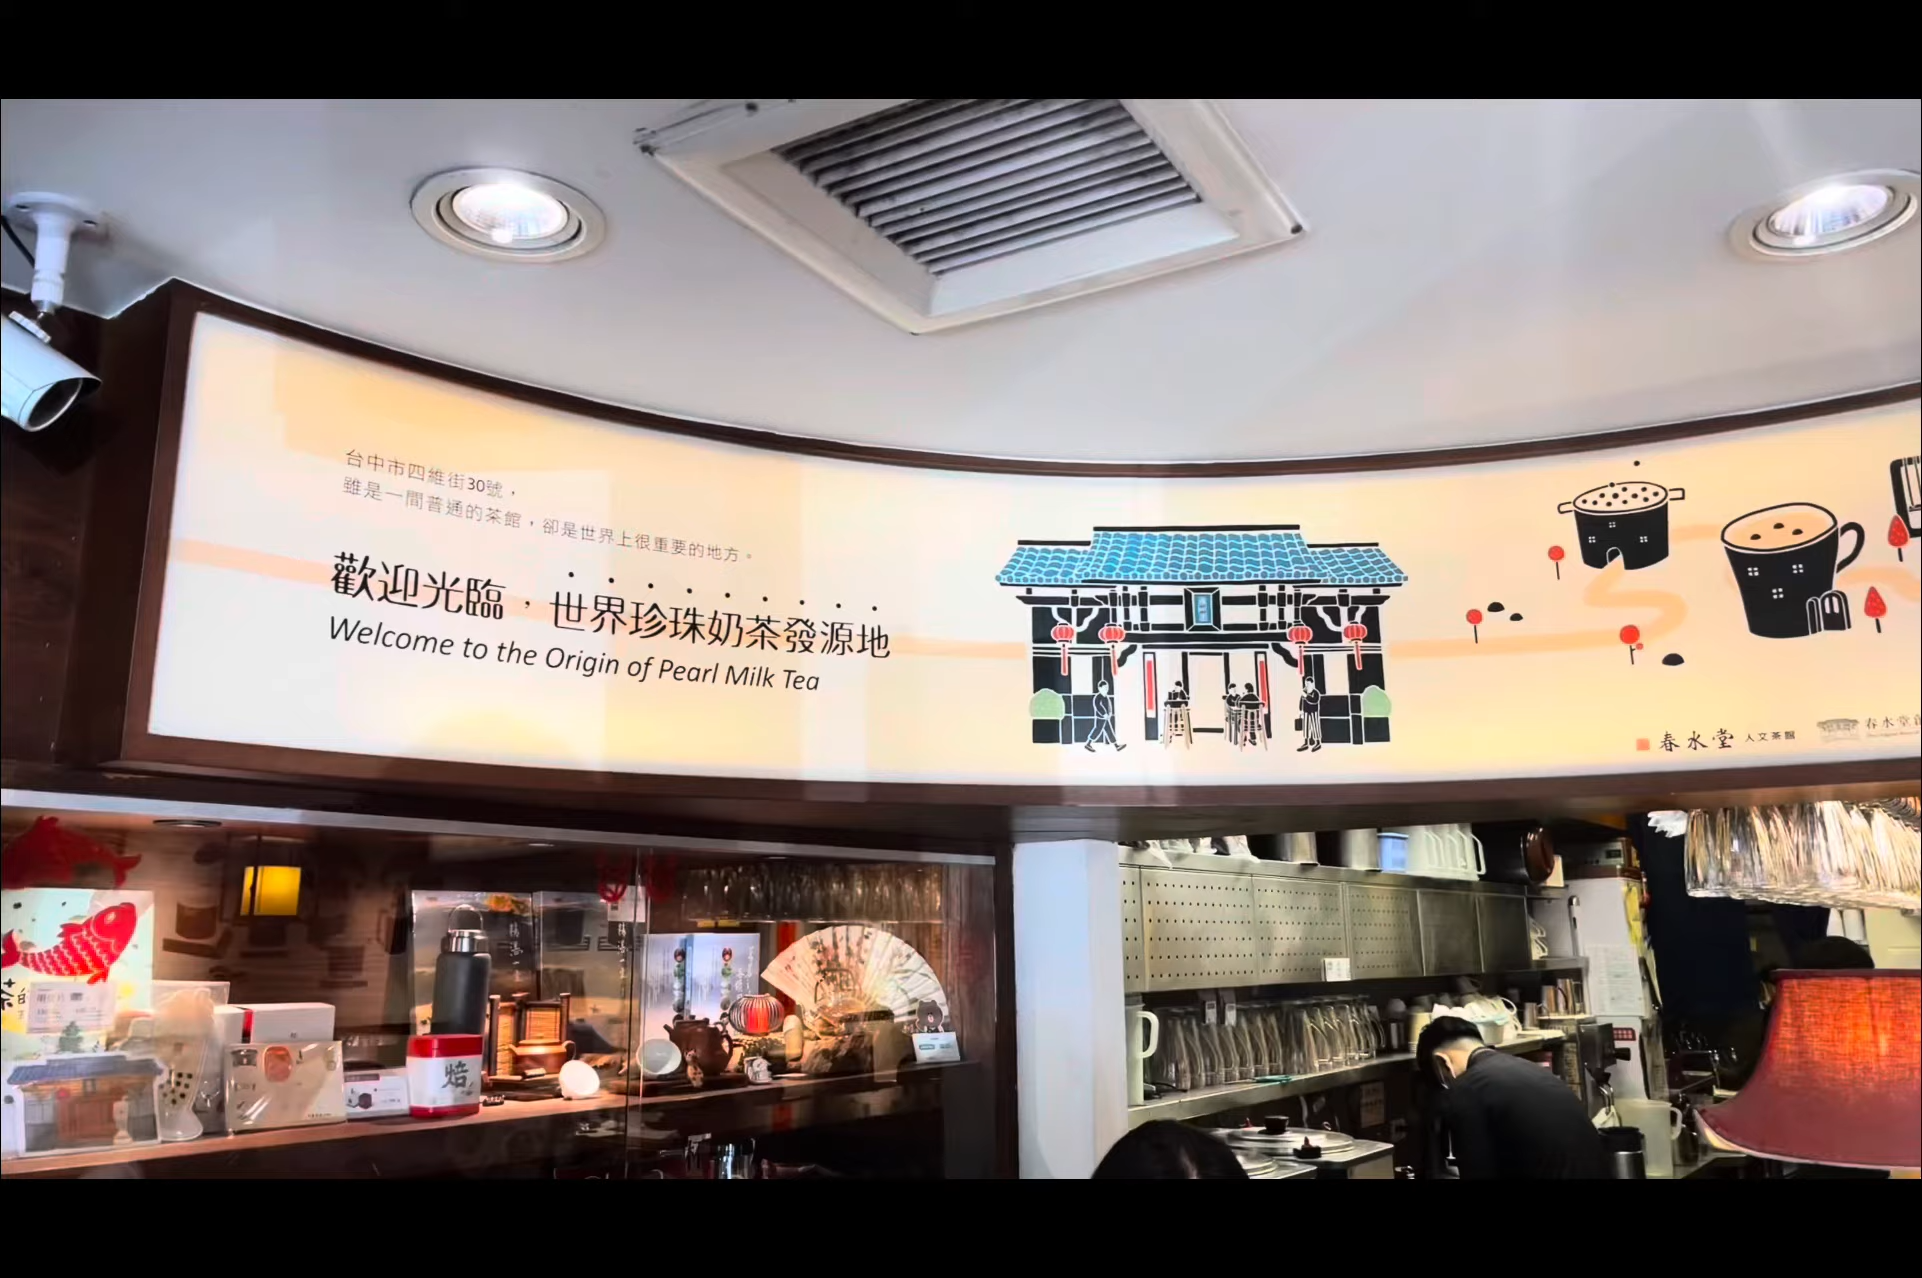 台中市四維街30號，
雖是一間普通的茶館，卻是世界上很重要的地方。
歡迎光臨，世界珍珠奶茶發源地
Welcome to the Origin of Pearl Milk Tea
春水堂 人文茶館
春水堂
焙